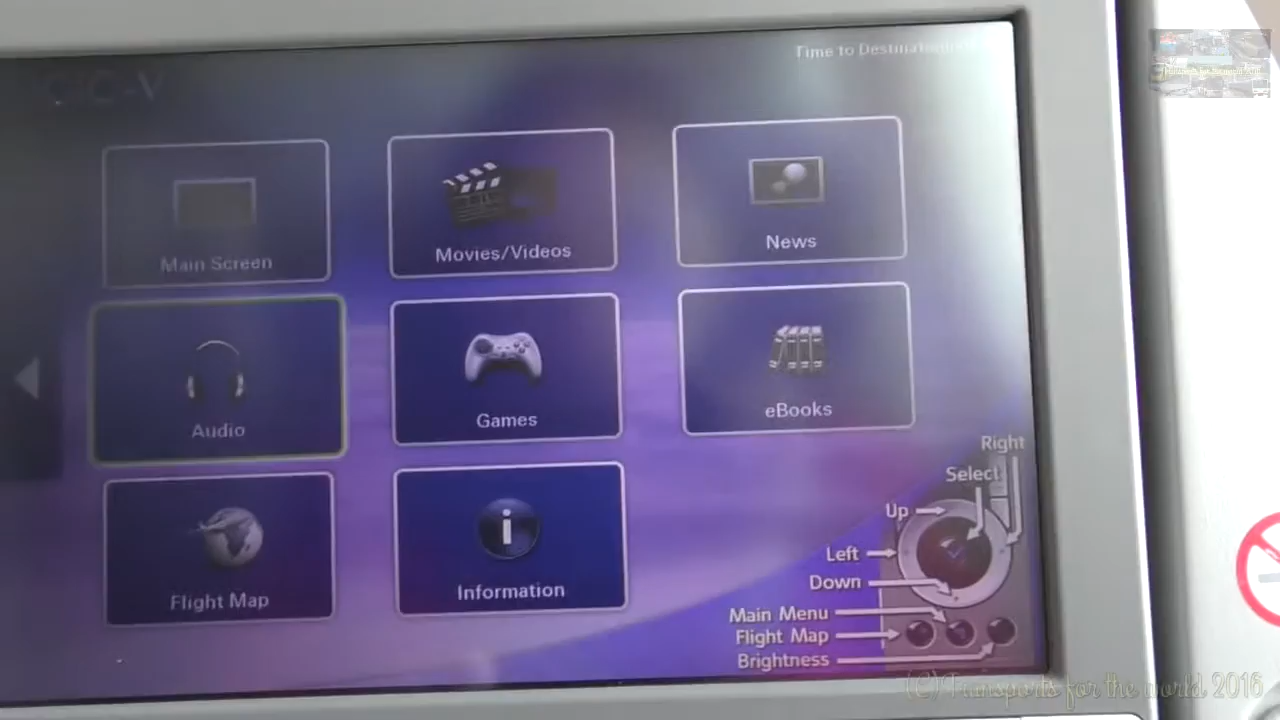 Time to Destination
Main Screen
Movies/Videos
News
Audio
Games
eBooks
Flight Map
Information
Right
Select
Up
Left
Down
Main Menu
Flight Map
Brightness
(C)Transports for the world 2016